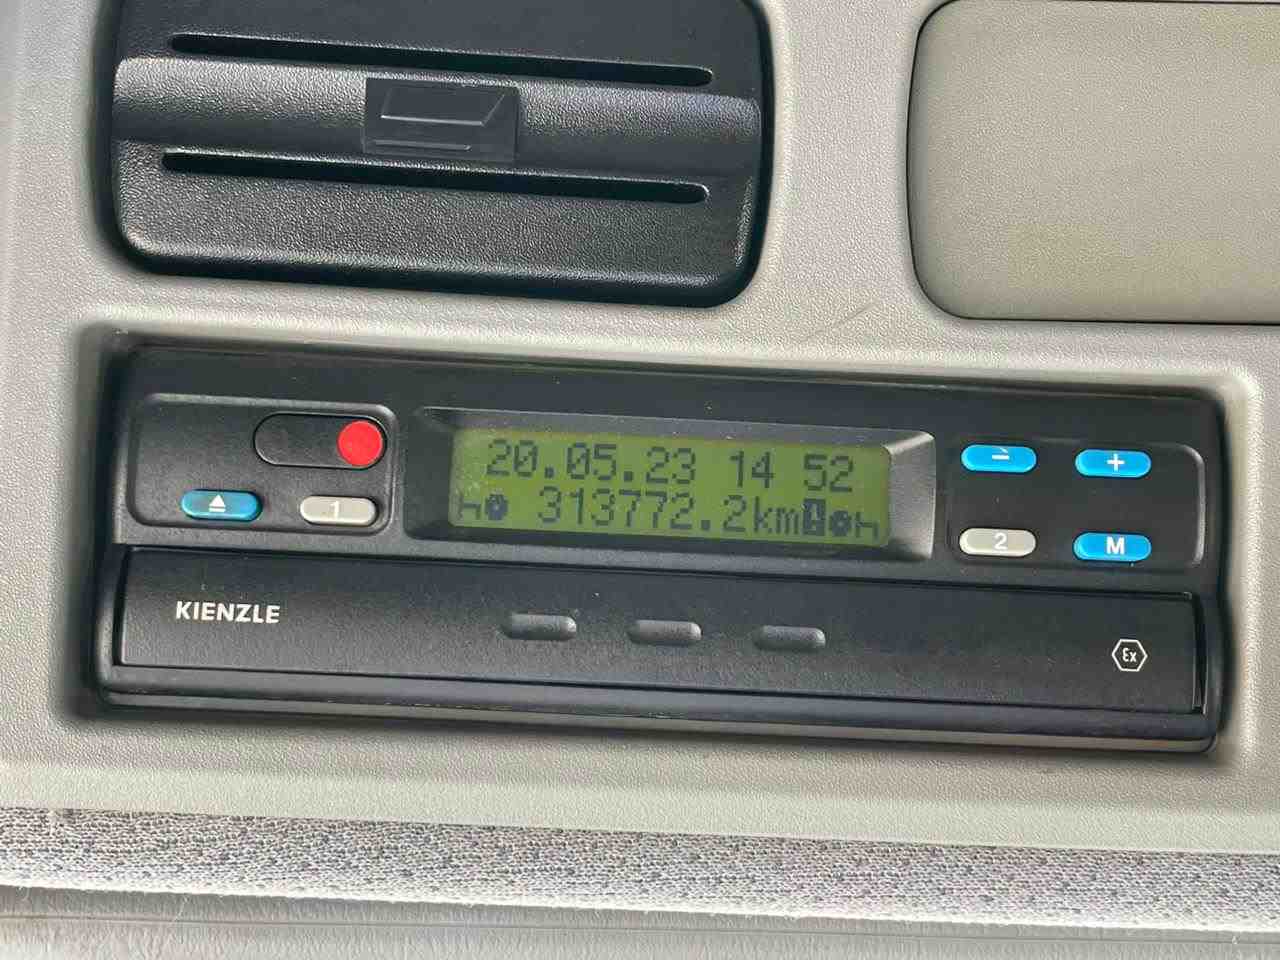 20.05.23 14 52
313772.2km
1
- +
2 M
KIENZLE
Ex